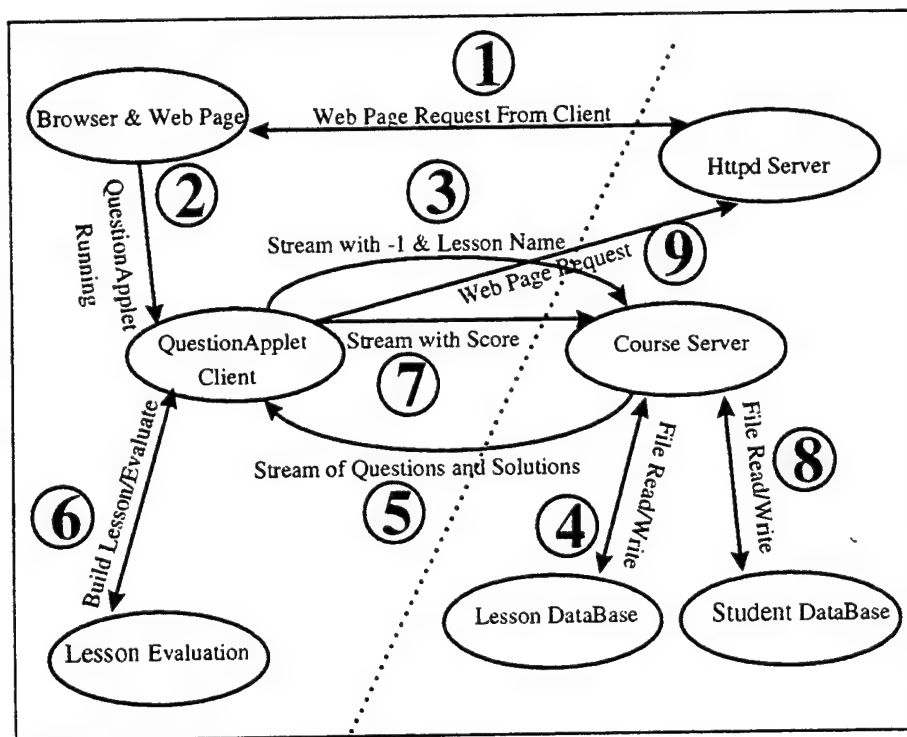 1
Browser & Web Page
Web Page Request From Client
Httpd Server
2
QuestionApplet
Running
3
Stream with -1 & Lesson Name
Web Page Request
9
QuestionApplet
Client
Stream with Score
Course Server
7
Stream of Questions and Solutions
5
6
Build Lesson/Evaluate
4
File Read/Write
File Read/Write
8
Lesson Evaluation
Lesson DataBase
Student DataBase